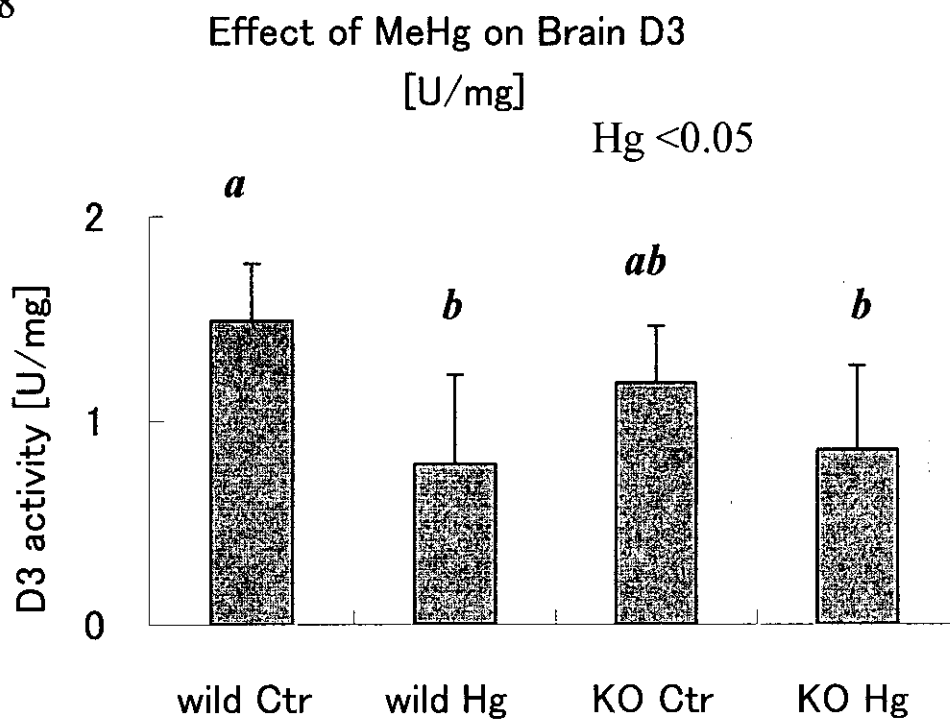 8
Effect of MeHg on Brain D3
[U/mg]
Hg <0.05
a
b
ab
b
2
1
0
D3 activity [U/mg]
wild Ctr wild Hg KO Ctr KO Hg